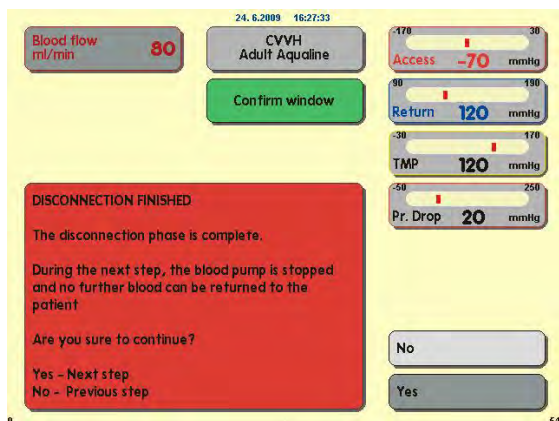 24. 6.2009 16:27:33
Blood flow
ml/min 80
CVVH
Adult Aqualine
Confirm window
-170 30
Access -70 mmHg
90 190
Return 120 mmHg
-30 170
TMP 120 mmHg
-50 250
Pr. Drop 20 mmHg
DISCONNECTION FINISHED
The disconnection phase is complete.
During the next step, the blood pump is stopped
and no further blood can be returned to the
patient
Are you sure to continue?
Yes - Next step
No - Previous step
No
Yes